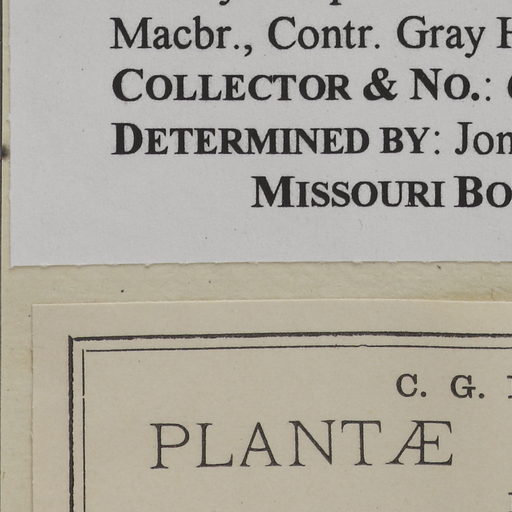 Macbr., Contr. Gray
COLLECTOR & NO.:
DETERMINED BY: Jon
MISSOURI BO
C. G.
PLANTÆ